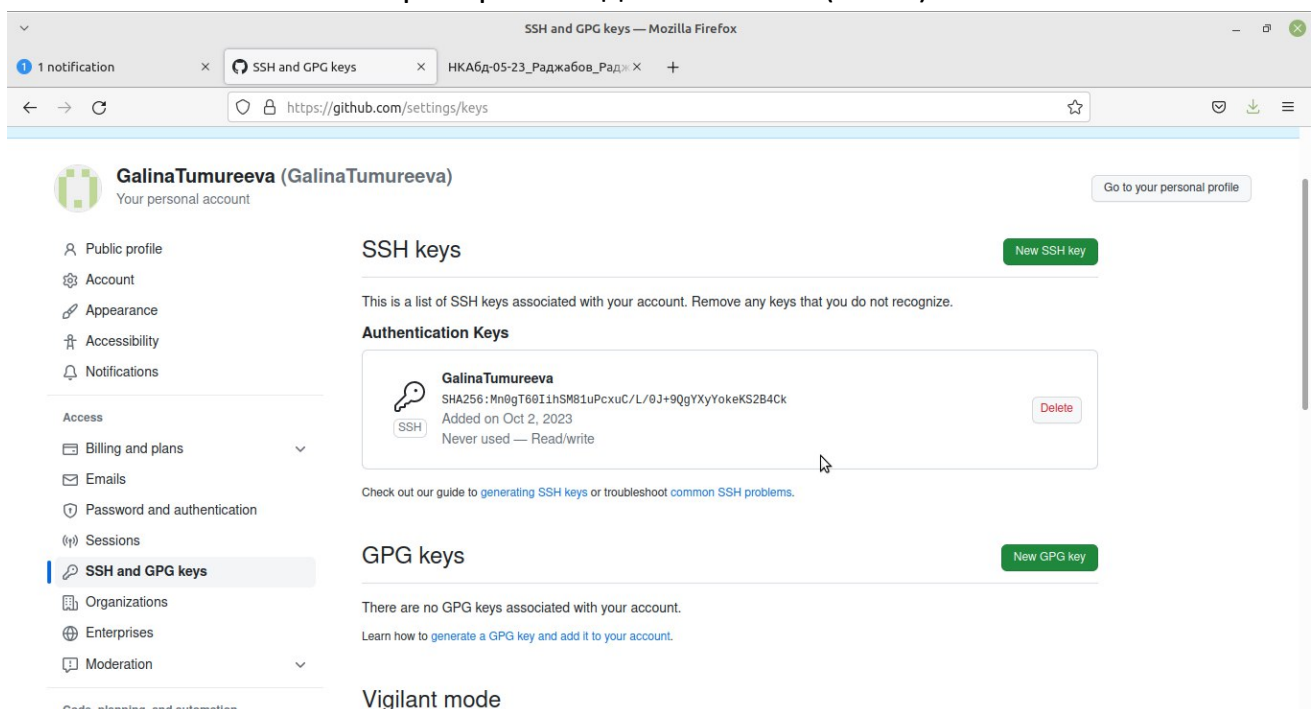 SSH and GPG keys — Mozilla Firefox
1 1 notification
SSH and GPG keys
НКАбд-05-23_Раджабов_Рад
https://github.com/settings/keys
GalinaTumureeva (GalinaTumureeva)
Your personal account
Go to your personal profile
Public profile
Account
Appearance
Accessibility
Notifications
Access
Billing and plans
Emails
Password and authentication
Sessions
SSH and GPG keys
Organizations
Enterprises
Moderation
SSH keys
New SSH key
This is a list of SSH keys associated with your account. Remove any keys that you do not recognize.
Authentication Keys
GalinaTumureeva
SHA256:Mn0gT60IihSM81uPcxuC/L/0J+9QgYXyYokeKS2B4Ck
SSH
Added on Oct 2, 2023
Never used — Read/write
Delete
Check out our guide to generating SSH keys or troubleshoot common SSH problems.
GPG keys
New GPG key
There are no GPG keys associated with your account.
Learn how to generate a GPG key and add it to your account.
Vigilant mode